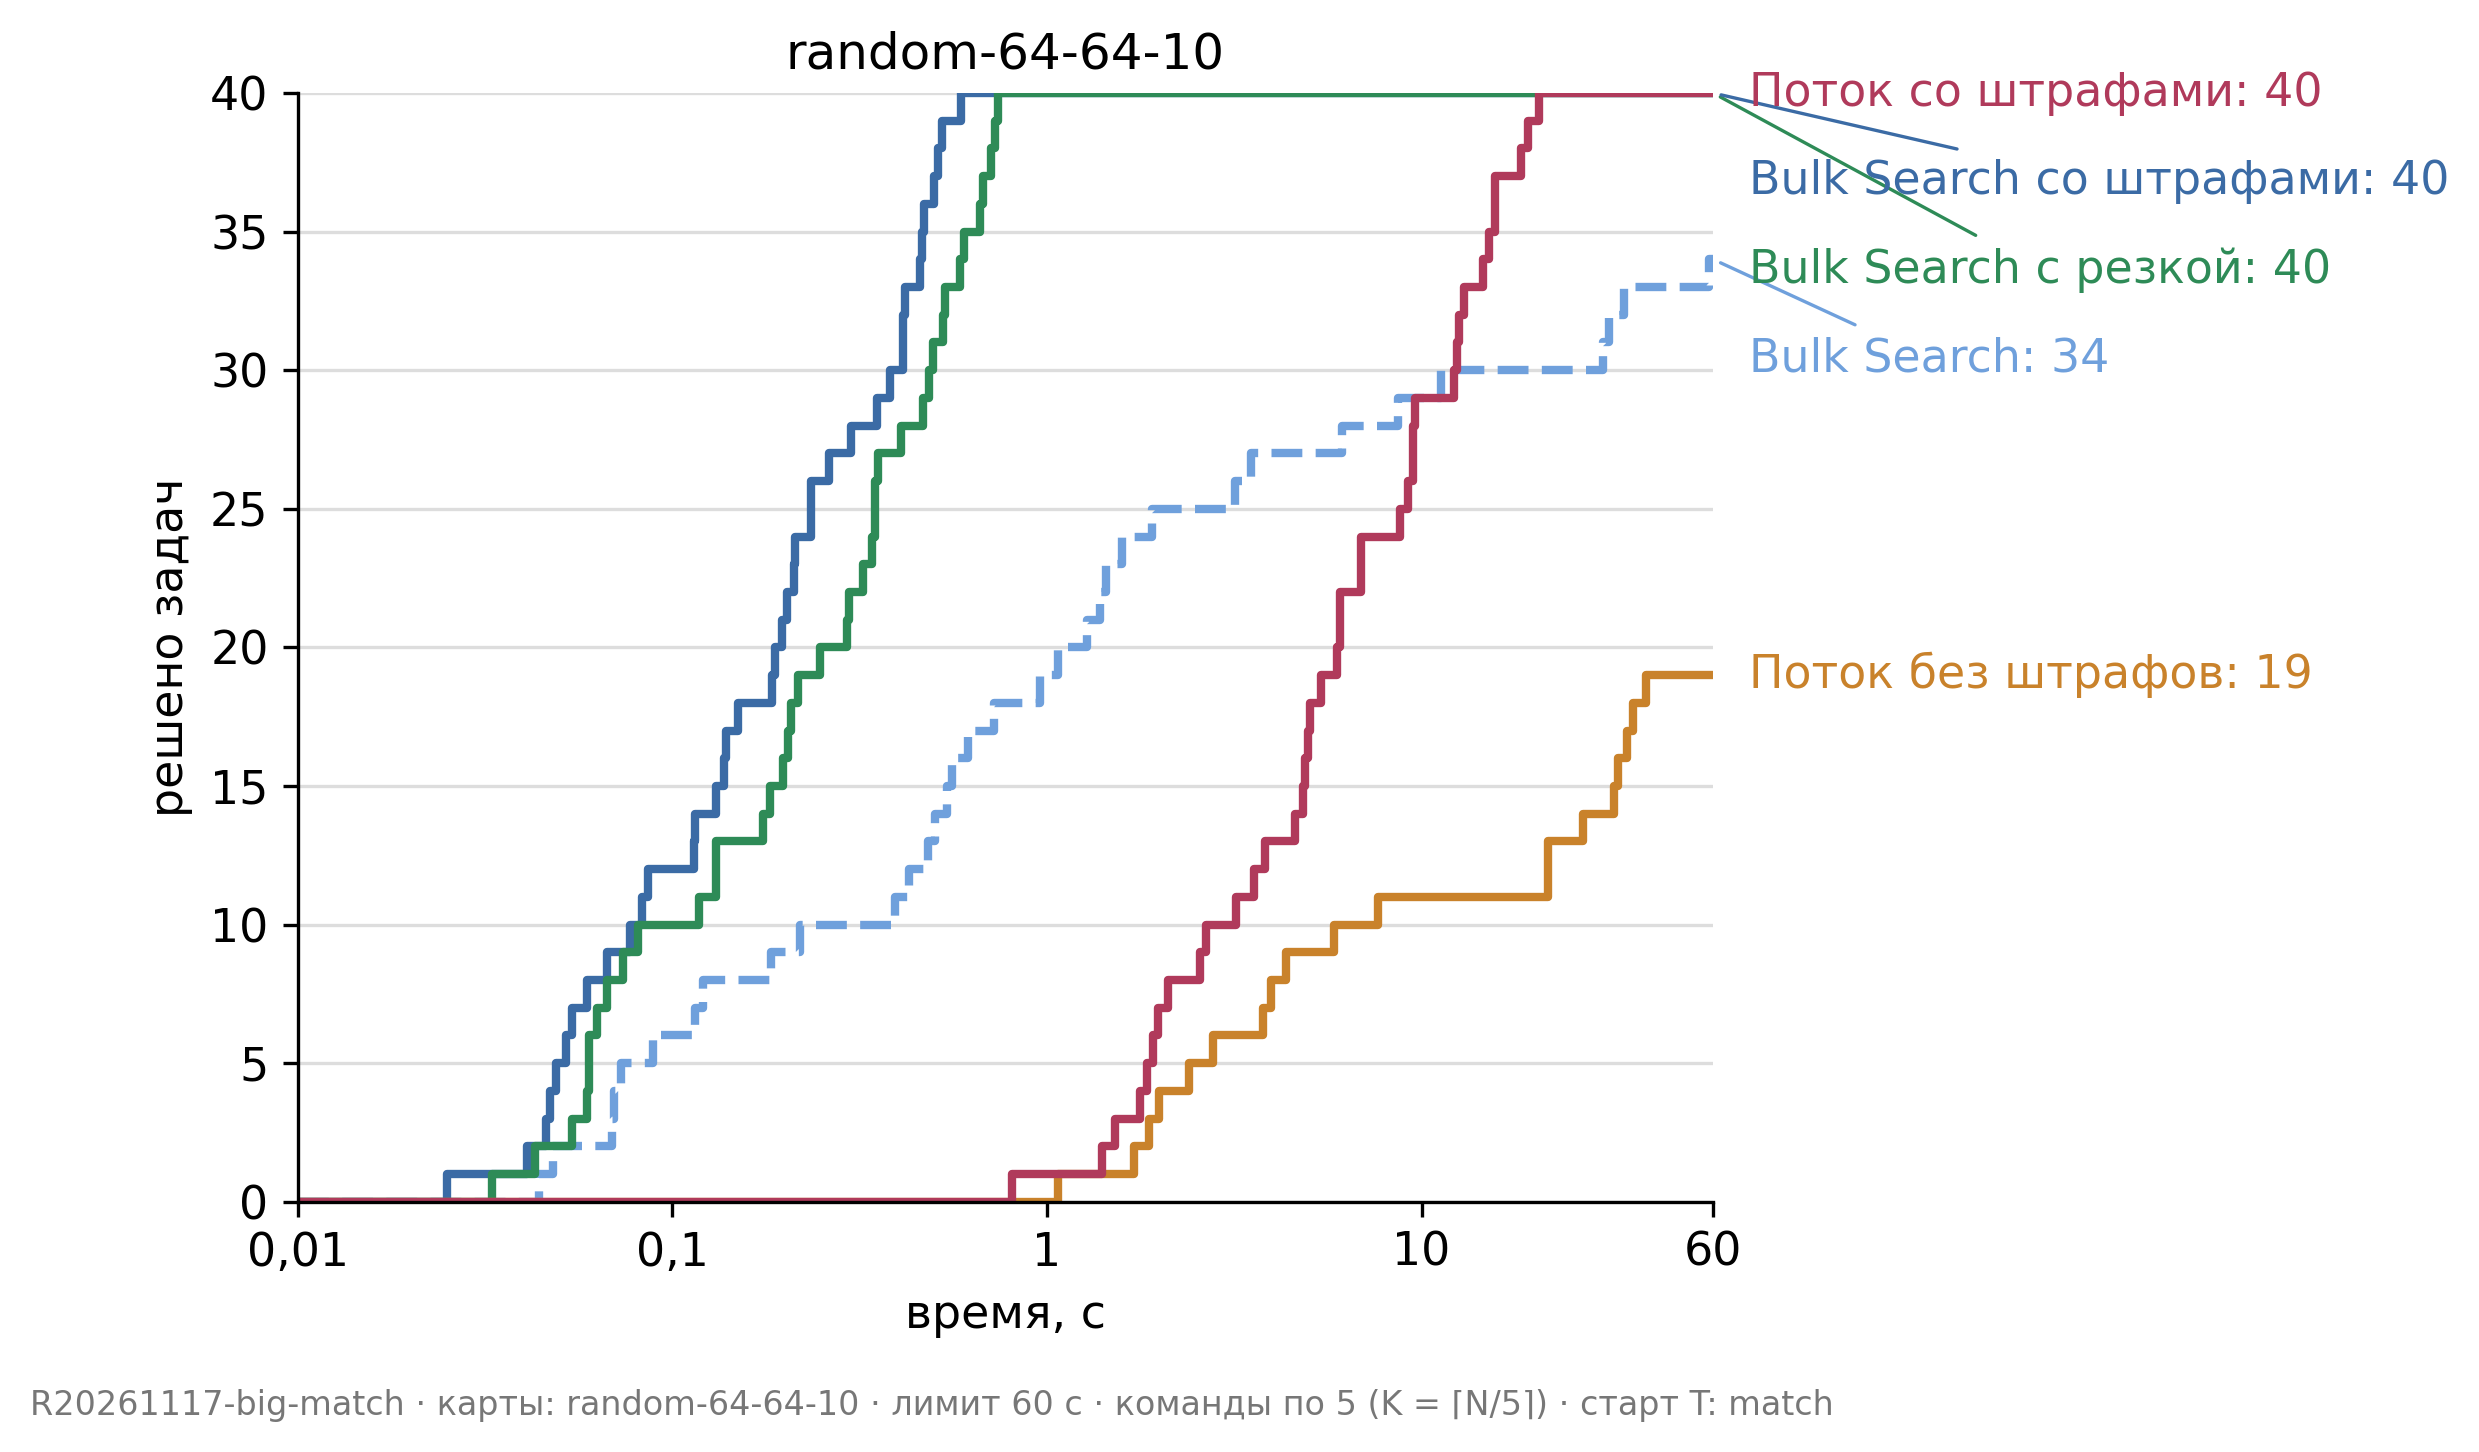 random-64-64-10
40
35
30
25
20
15
10
5
0
решено задач
0,01
0,1
1
10
60
время, с
Поток со штрафами: 40
Bulk Search со штрафами: 40
Bulk Search с резкой: 40
Bulk Search: 34
Поток без штрафов: 19
R20261117-big-match · карты: random-64-64-10 · лимит 60 с · команды по 5 (K = ⌈N/5⌉) · старт T: match